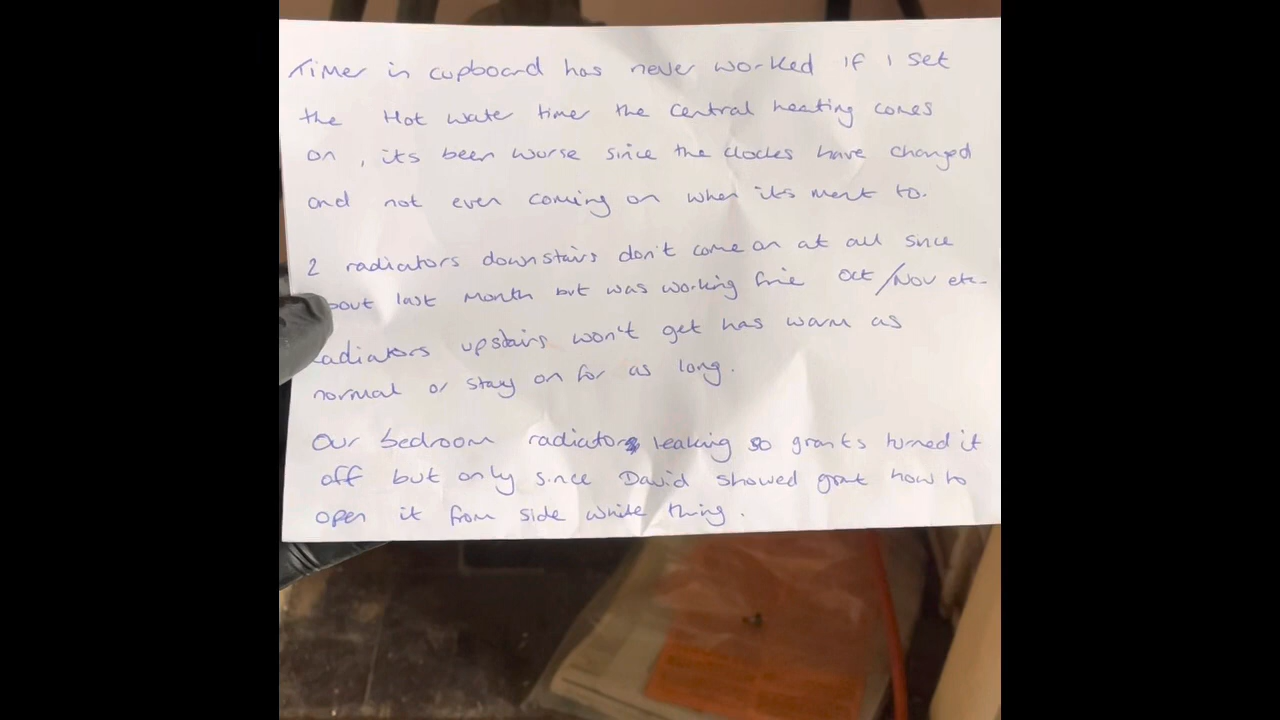 Timer in cupboard has never worked if i set
the Hot water timer the central heating comes
on, its been worse since the clocks have changed
and not even coming on when its ment to.
2 radiators downstairs don't come on at all since
bout last month but was working fine Oct/Nov etc-
adiators upstairs won't get has warm as
normal or stay on for as long.
Our bedroom radiator leaking so grants turned it
off but only since David showed grant how to
open it from side white thing.